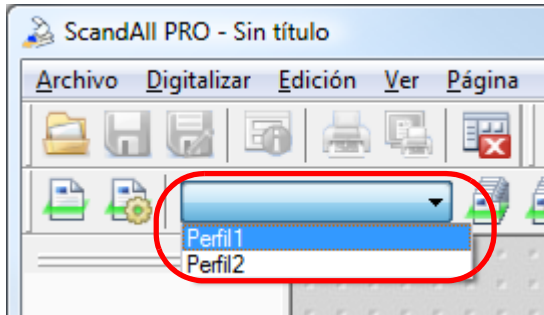 ScandAll PRO - Sin título
Archivo Digitalizar Edición Ver Página
Perfil1
Perfil2